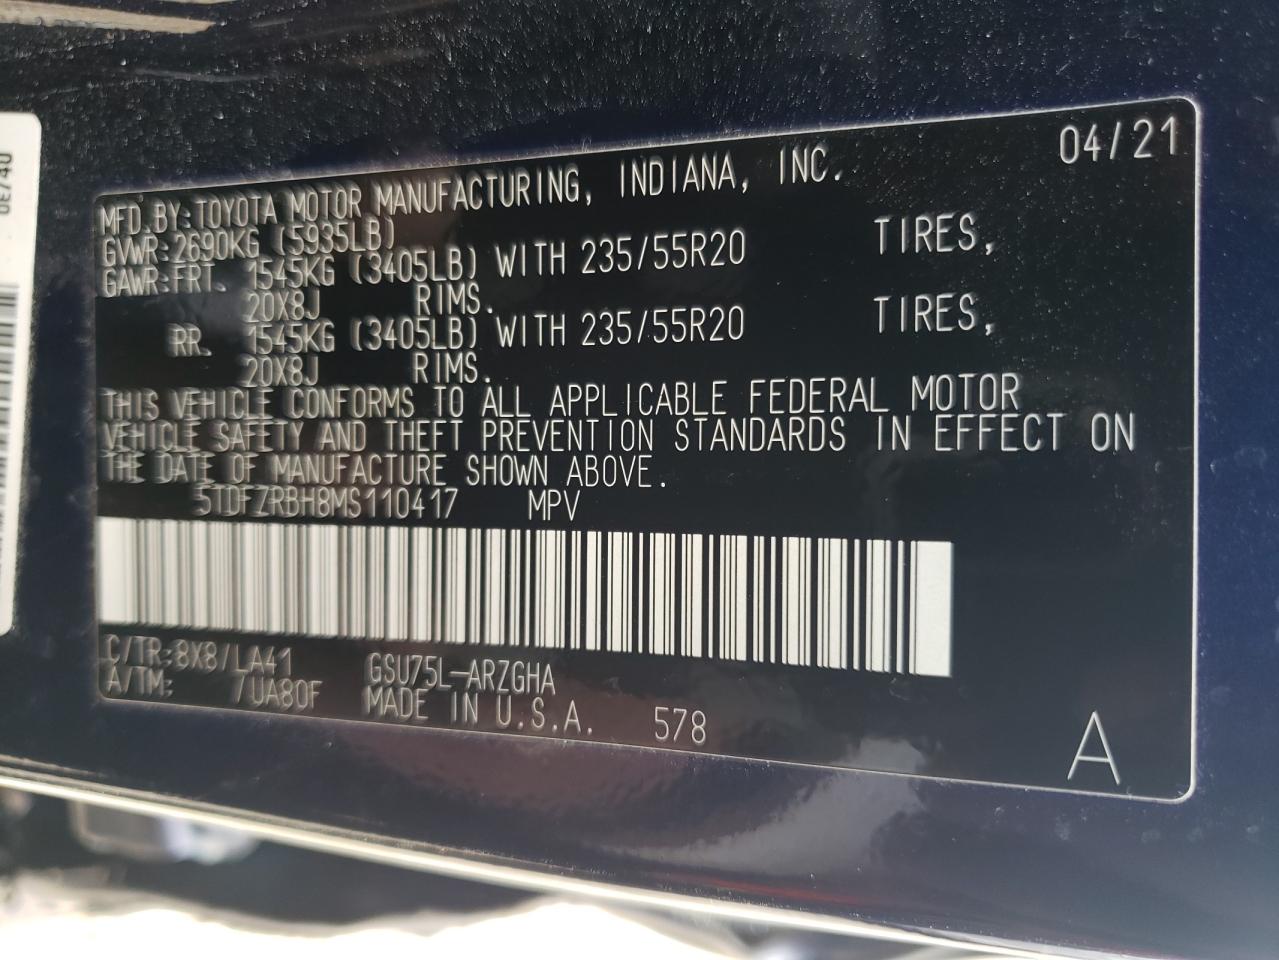 04/21
MFD.BY:TOYOTA MOTOR MANUFACTURING, INDIANA, INC.
GVWR:2690KG (5935LB)
GAWR:FRT. 1545KG (3405LB) WITH 235/55R20 TIRES,
20X8J RIMS.
RR. 1545KG (3405LB) WITH 235/55R20 TIRES,
20X8J RIMS.
THIS VEHICLE CONFORMS TO ALL APPLICABLE FEDERAL MOTOR
VEHICLE SAFETY AND THEFT PREVENTION STANDARDS IN EFFECT ON
THE DATE OF MANUFACTURE SHOWN ABOVE.
5TDFZRBH8MS110417 MPV
C/TR:8X8/LA41 GSU75L-ARZGHA
A/TM: /UA80F MADE IN U.S.A. 578
A